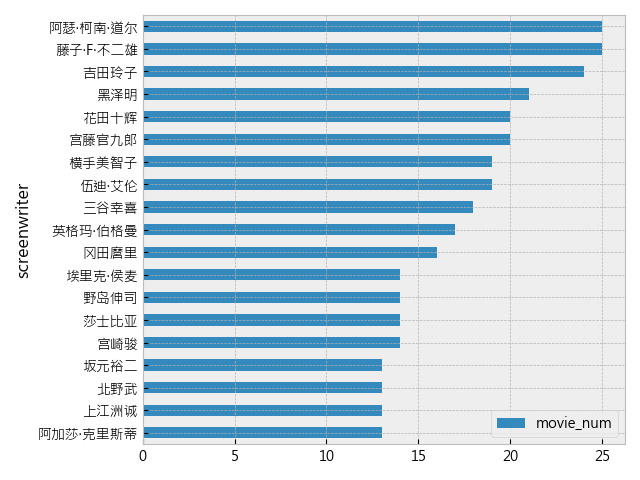 阿瑟·柯南·道尔
藤子·F·不二雄
吉田玲子
黑泽明
花田十辉
宫藤官九郎
横手美智子
伍迪·艾伦
三谷幸喜
英格玛·伯格曼
冈田麿里
埃里克·侯麦
野岛伸司
莎士比亚
宫崎骏
坂元裕二
北野武
上江洲诚
阿加莎·克里斯蒂
screenwriter
movie_num
0 5 10 15 20 25